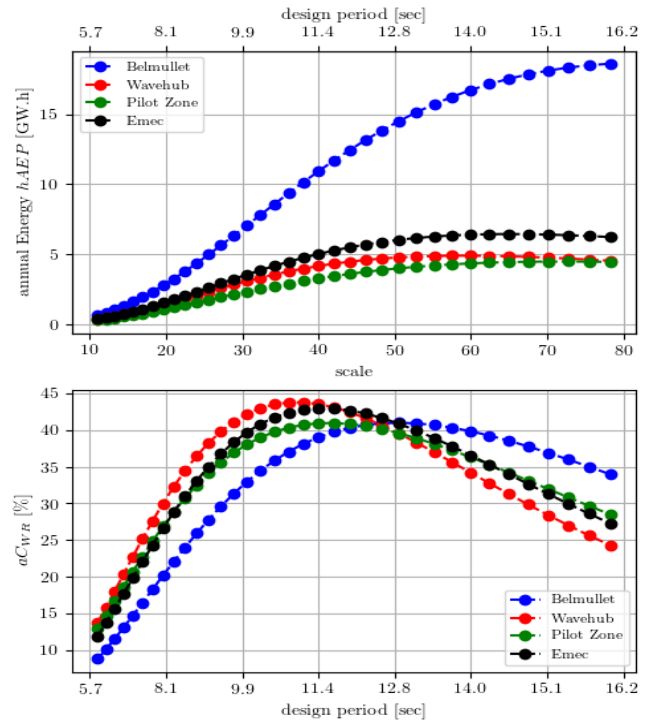 design period [sec]
5.7 8.1 9.9 11.4 12.8 14.0 15.1 16.2
annual Energy hAEP [GW.h]
15
10
5
0
Belmullet
Wavehub
Pilot Zone
Emec
10 20 30 40 50 60 70 80
scale
aC_{WR} [%]
45
40
35
30
25
20
15
10
Belmullet
Wavehub
Pilot Zone
Emec
5.7 8.1 9.9 11.4 12.8 14.0 15.1 16.2
design period [sec]